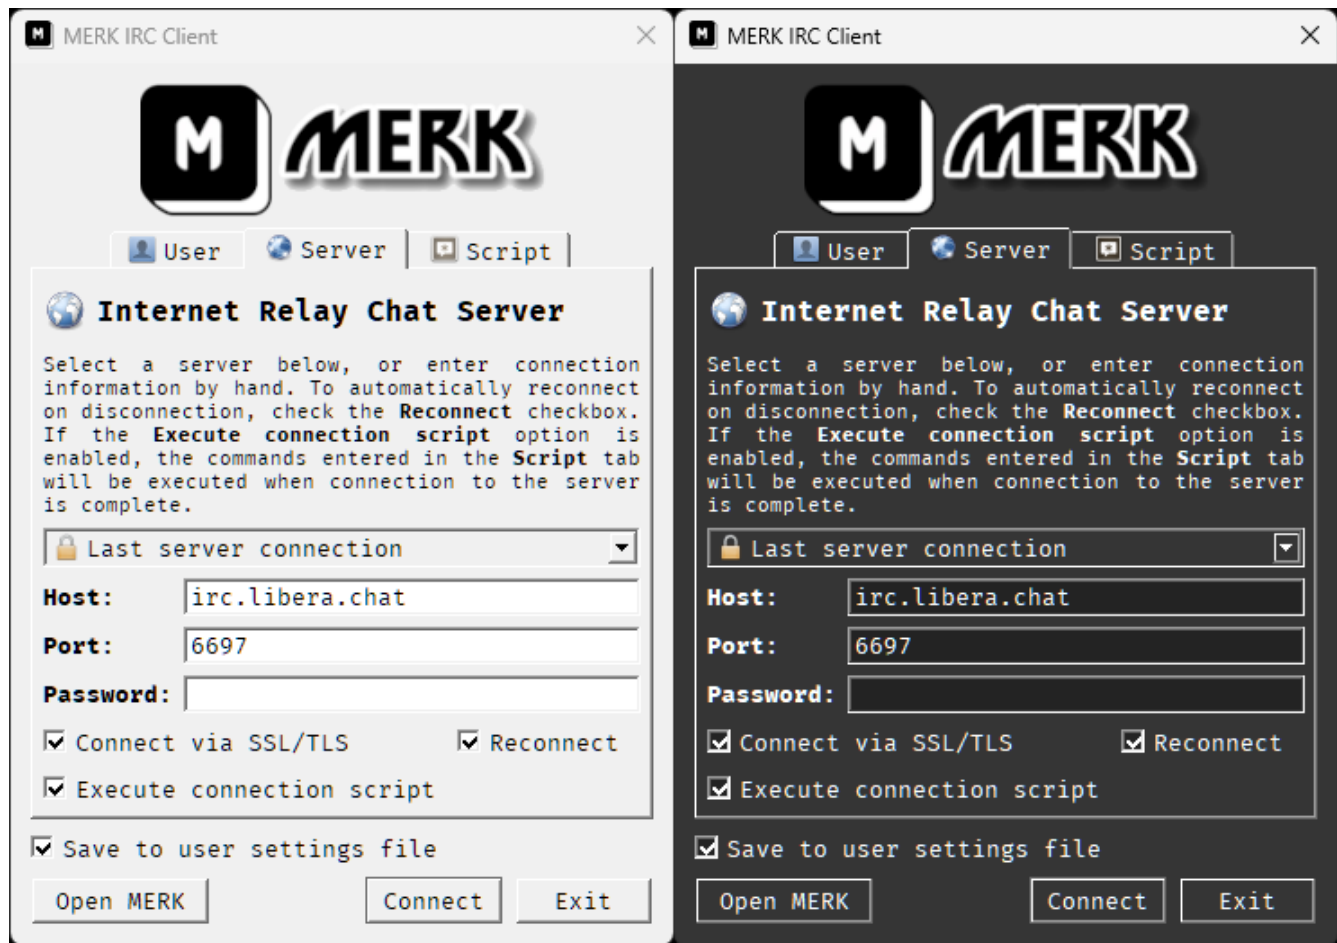 MERK IRC Client
M MERK
User Server Script
Internet Relay Chat Server
Select a server below, or enter connection
information by hand. To automatically reconnect
on disconnection, check the Reconnect checkbox.
If the Execute connection script option is
enabled, the commands entered in the Script tab
will be executed when connection to the server
is complete.
Last server connection
Host: irc.libera.chat
Port: 6697
Password:
Connect via SSL/TLS Reconnect
Execute connection script
Save to user settings file
Open MERK Connect Exit
MERK IRC Client
M MERK
User Server Script
Internet Relay Chat Server
Select a server below, or enter connection
information by hand. To automatically reconnect
on disconnection, check the Reconnect checkbox.
If the Execute connection script option is
enabled, the commands entered in the Script tab
will be executed when connection to the server
is complete.
Last server connection
Host: irc.libera.chat
Port: 6697
Password:
Connect via SSL/TLS Reconnect
Execute connection script
Save to user settings file
Open MERK Connect Exit